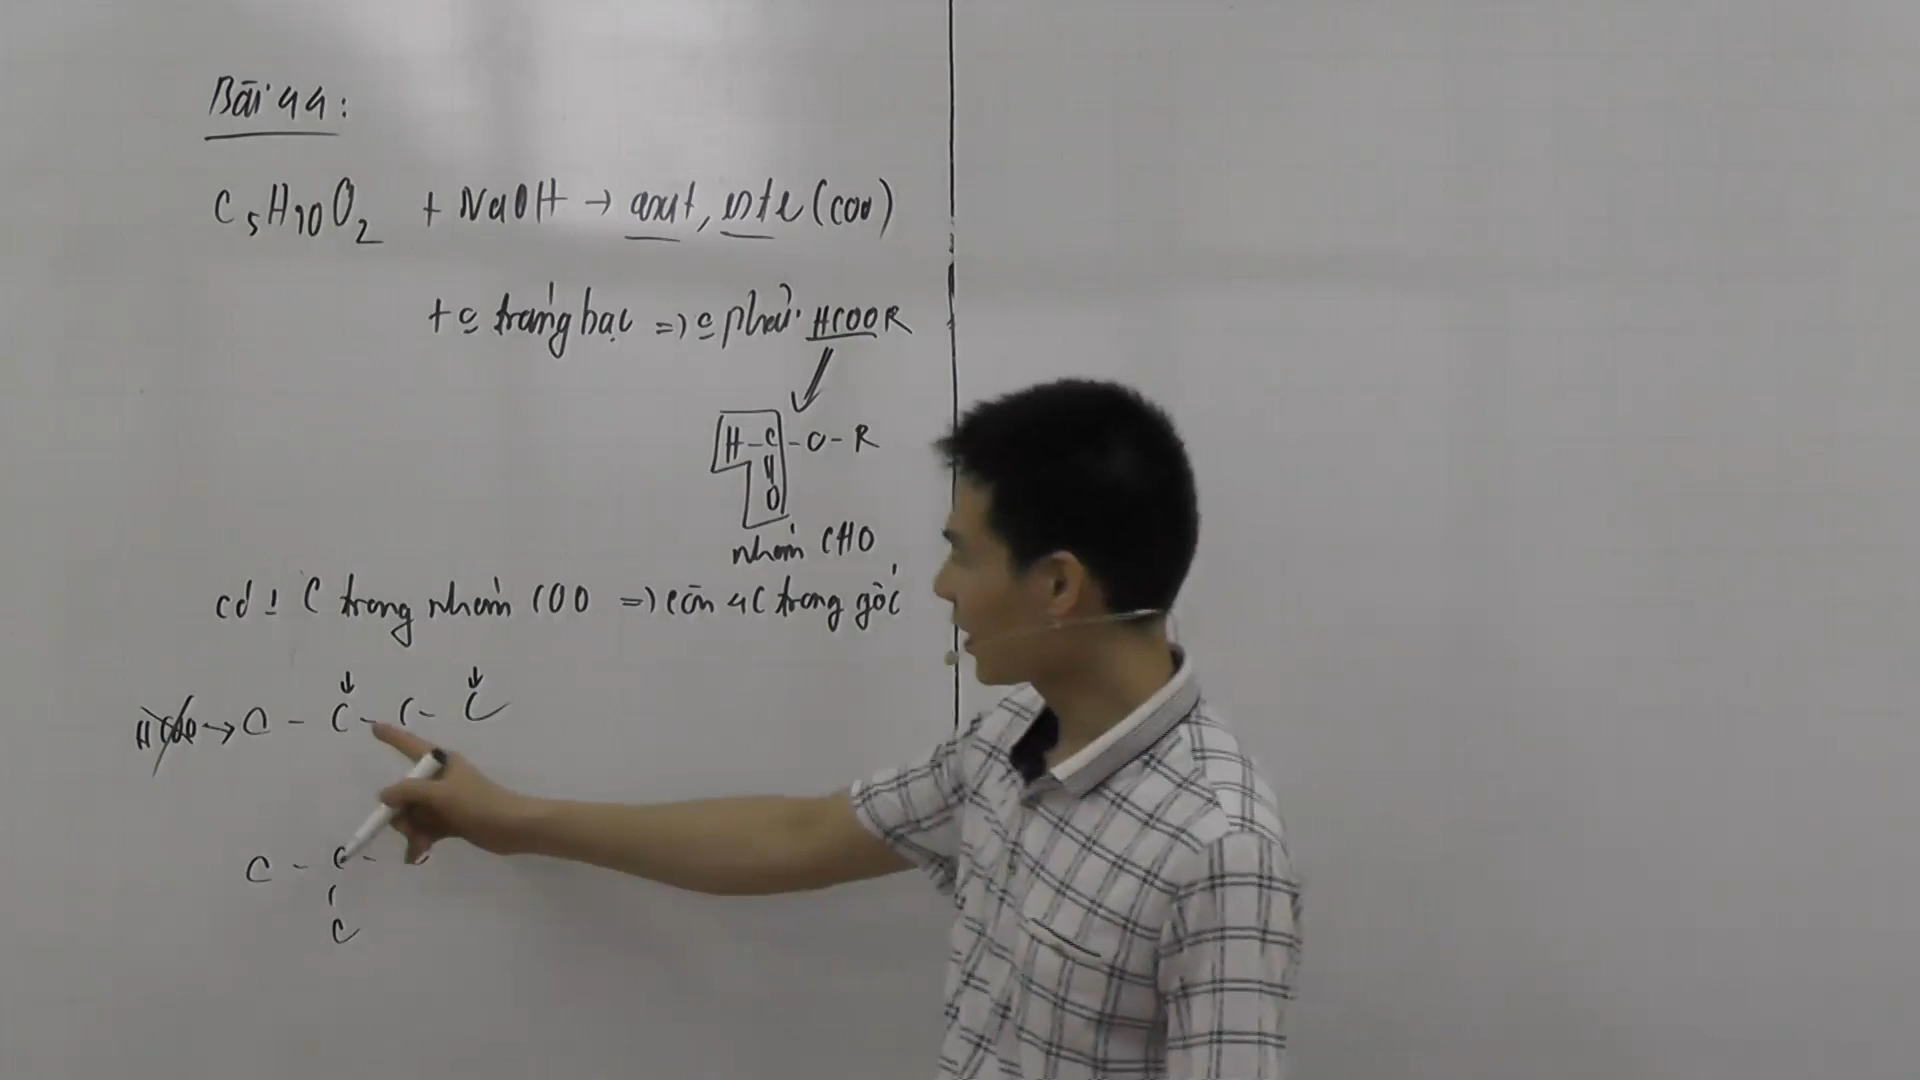 Bài 44:
C5H10O2 + NaOH → axit, este (COO)
+ c tráng bạc => c phải HCOOR
H - C - O - R
||
O
nhóm CHO
có 1 C trong nhóm COO => còn 4C trong gốc
→ C - C - C - C
C - C -
C